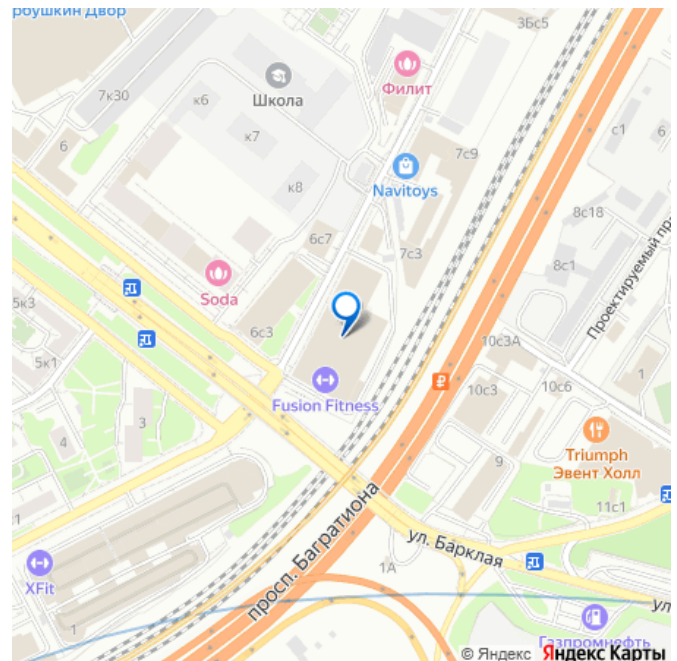 рбушкин Двор
3Бс5
Филит
Школа
7к30
к6
к7
с1
6
6
7с9
Navitoys
к8
8с18
6с7
7с3
8с1
Проектируемый пр
Soda
5к3
6с3
5к1
10с3А
10с3
10с6
Fusion Fitness
3
4
Triumph
Эвент Холл
9
11с1
просп. Багратиона
ул. Барклая
1А
XFit
1
1
ул
Газпромнефть
© Яндекс Яндекс Карты